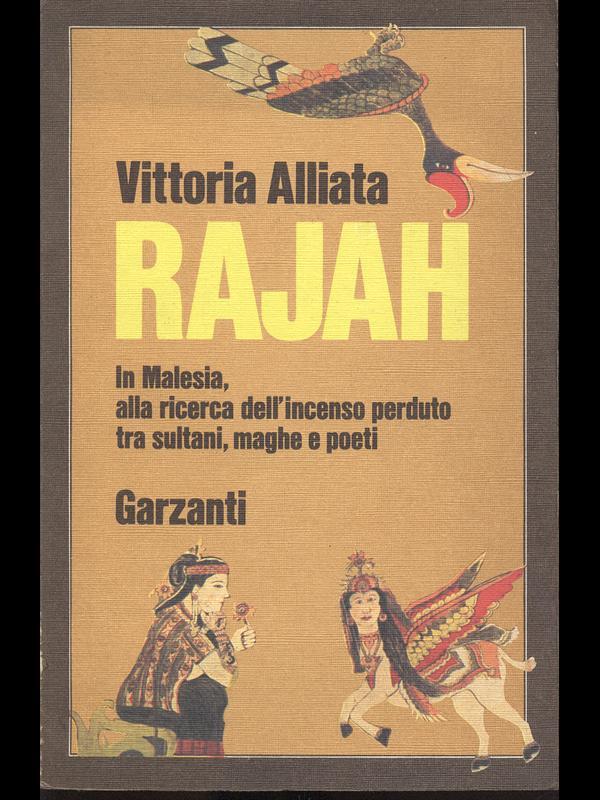 Vittoria Alliata
RAJAH
In Malesia,
alla ricerca dell'incenso perduto
tra sultani, maghe e poeti
Garzanti